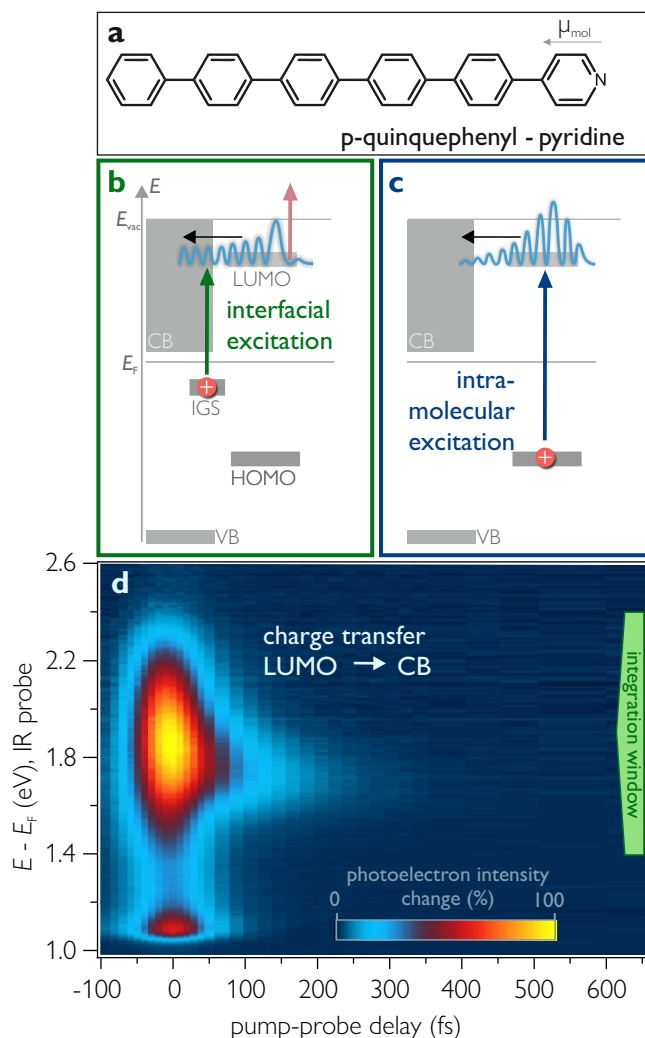 a
μmol
N
p-quinquephenyl - pyridine
b
E
Evac
LUMO
CB
interfacial
excitation
EF
IGS
HOMO
VB
c
CB
intra-
molecular
excitation
VB
d
2.6
2.2
1.8
1.4
1.0
E - EF (eV), IR probe
charge transfer
LUMO → CB
integration window
photoelectron intensity
change (%)
0
100
-100
0
100
200
300
400
500
600
pump-probe delay (fs)